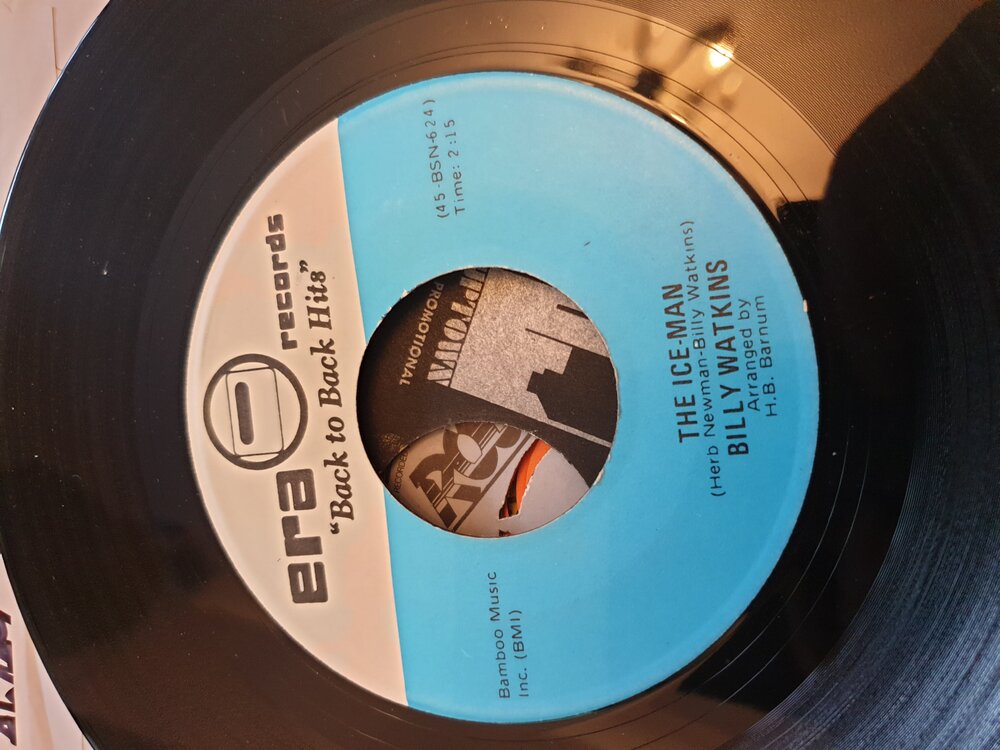 era records
"Back to Back Hits"
(45-BSN-624)
Time: 2:15
Bamboo Music
Inc. (BMI)
THE ICE-MAN
(Herb Newman-Billy Watkins)
BILLY WATKINS
Arranged by
H.B. Barnum
PROMOTIONAL